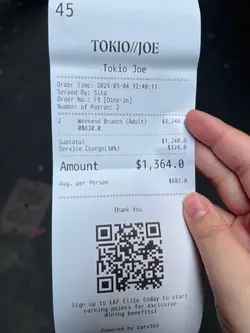 45
TOKIO//JOE
Tokio Joe
Order Time: 2025-05-04 12:40:11
Served By: Sita
Order No.: F3 [Dine-in]
Number of Patron: 2
2 Weekend Brunch (Adult) $1,240.0
@$620.0
Subtotal $1,240.0
Service Charge(10%) $124.0
Amount $1,364.0
Avg. per Person $682.0
Thank You
Sign up to LKF Elite today to start
earning points for exclusive
dining benefits!
Powered by Eats365